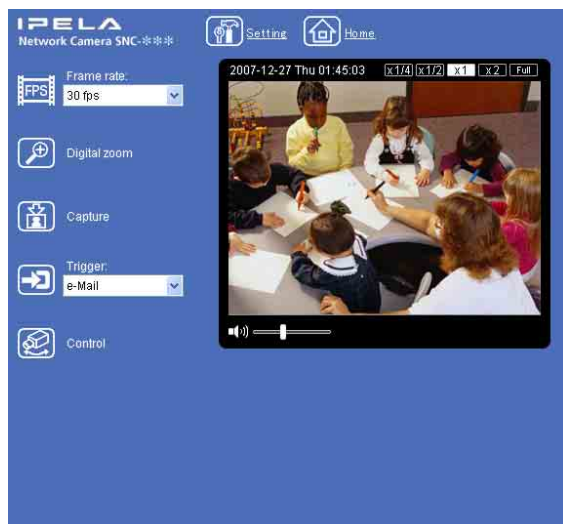 IPELA
Network Camera SNC-***
Setting
Home
FPS
Frame rate:
30 fps
Digital zoom
Capture
Trigger:
e-Mail
Control
2007-12-27 Thu 01:45:03
x1/4 x1/2 x1 x2 Full